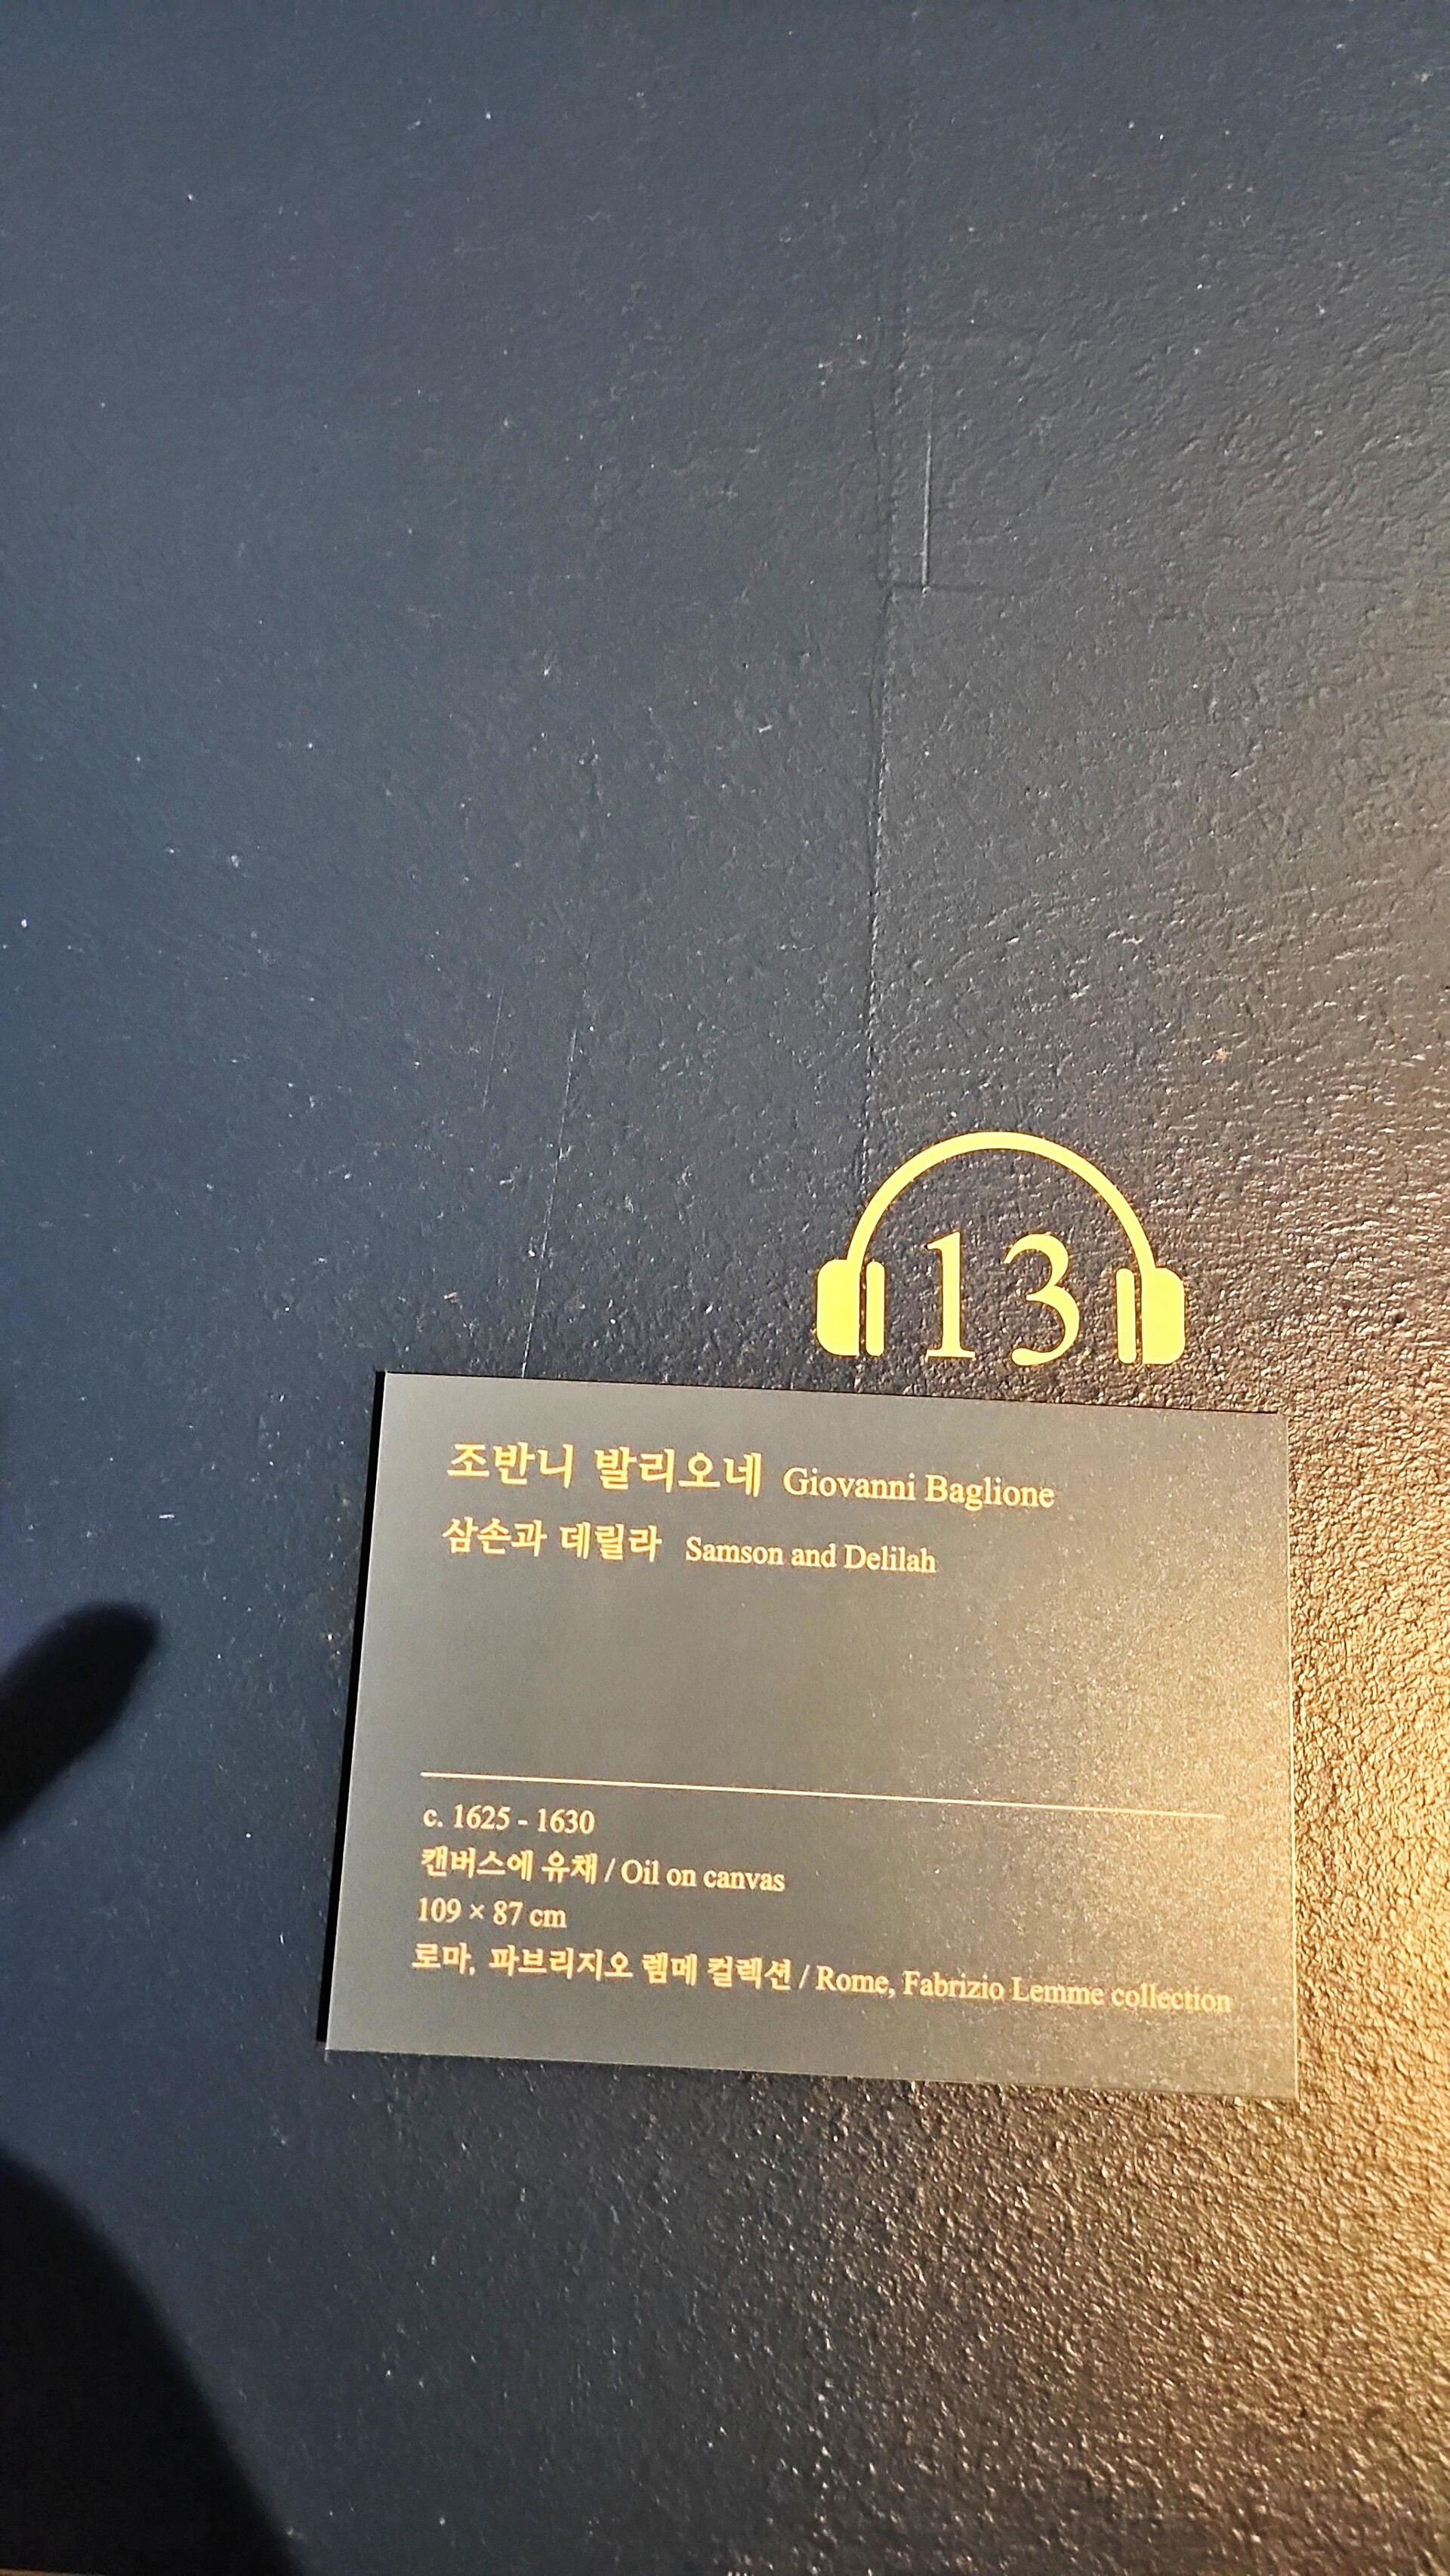 13
조반니 발리오네 Giovanni Baglione
삼손과 데릴라 Samson and Delilah
c. 1625 - 1630
캔버스에 유채 / Oil on canvas
109 × 87 cm
로마, 파브리지오 렘메 컬렉션 / Rome, Fabrizio Lemme collection